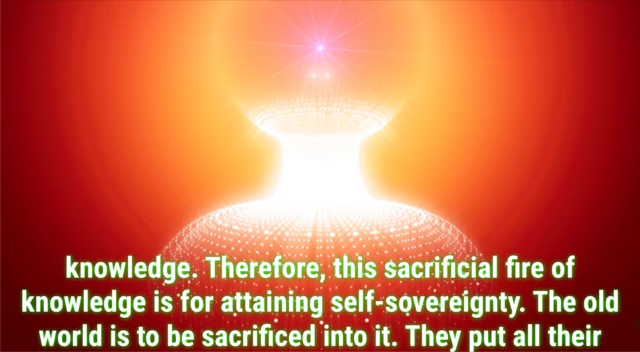 knowledge. Therefore, this sacrificial fire of
knowledge is for attaining self-sovereignty. The old
world is to be sacrificed into it. They put all their